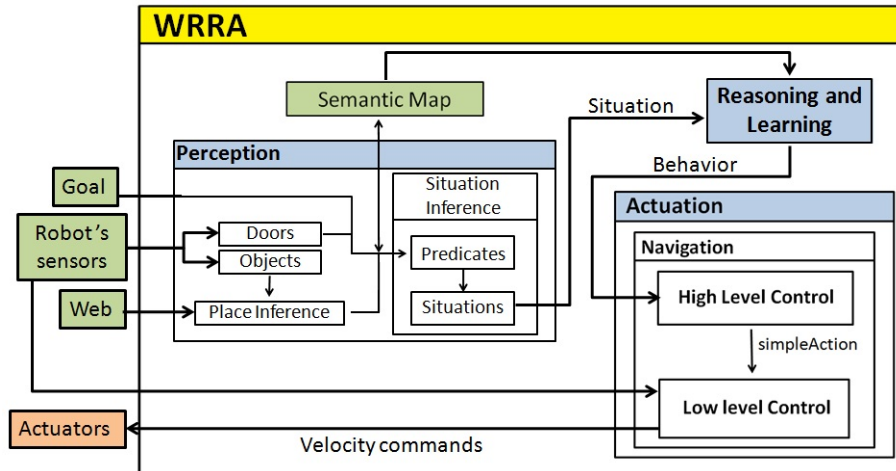 WRRA
Semantic Map
Situation
Reasoning and
Learning
Perception
Behavior
Goal
Situation
Inference
Actuation
Robot's
sensors
Doors
Objects
Predicates
Navigation
Web
Place Inference
Situations
High Level Control
simpleAction
Low level Control
Actuators
Velocity commands